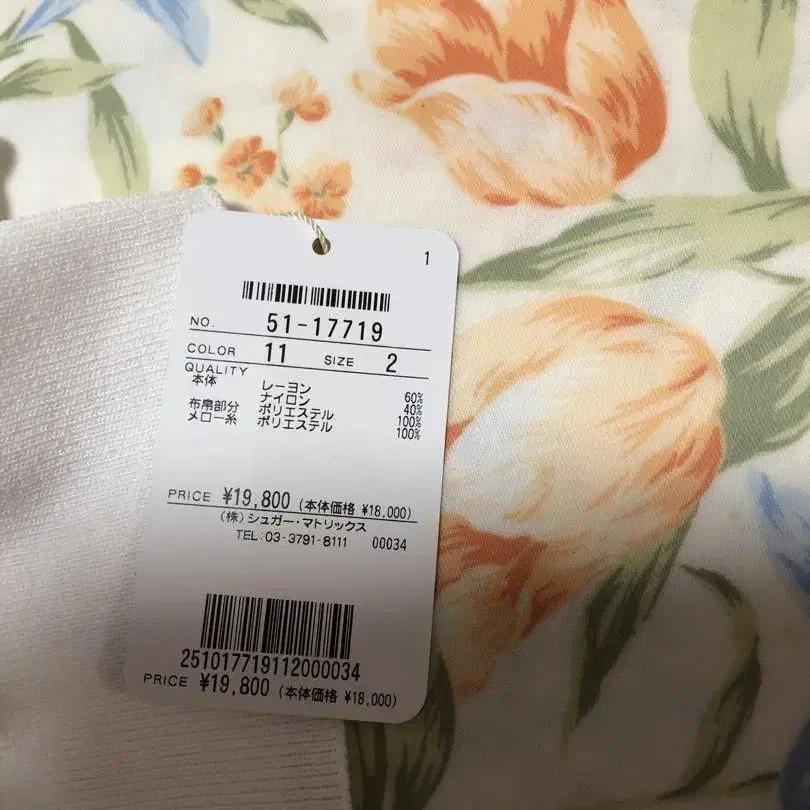 1
NO. 51-17719
COLOR 11 SIZE 2
QUALITY
本体 レーヨン 60%
ナイロン 40%
布帛部分 ポリエステル 100%
メロー糸 ポリエステル 100%
PRICE ¥19,800 (本体価格 ¥18,000)
(株)シュガー・マトリックス
TEL:03-3791-8111 00034
251017719112000034
PRICE ¥19,800 (本体価格 ¥18,000)